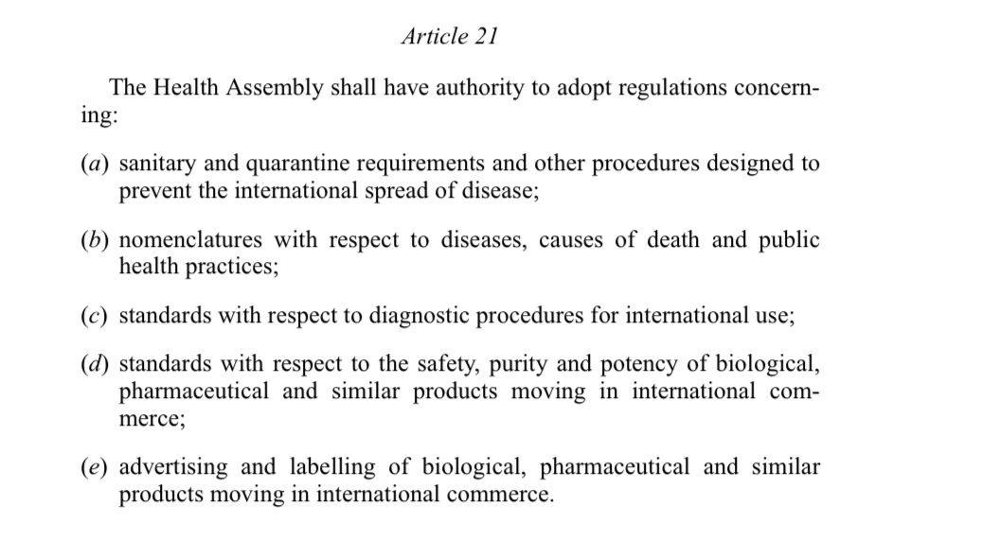 Article 21
The Health Assembly shall have authority to adopt regulations concern-
ing:
(a) sanitary and quarantine requirements and other procedures designed to
prevent the international spread of disease;
(b) nomenclatures with respect to diseases, causes of death and public
health practices;
(c) standards with respect to diagnostic procedures for international use;
(d) standards with respect to the safety, purity and potency of biological,
pharmaceutical and similar products moving in international com-
merce;
(e) advertising and labelling of biological, pharmaceutical and similar
products moving in international commerce.